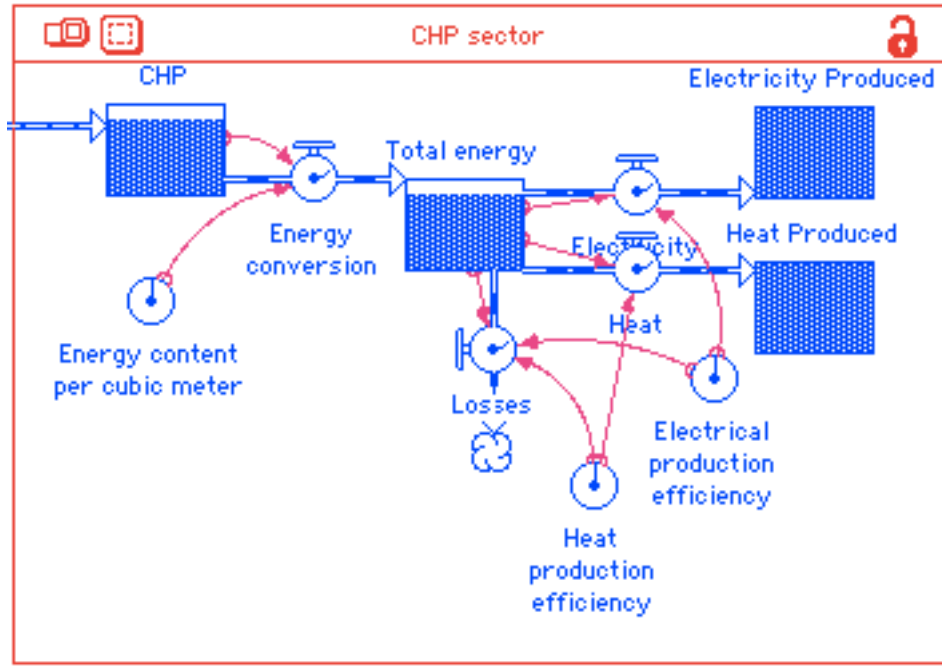 CHP sector
CHP
Electricity Produced
Total energy
Energy
conversion
Electricity
Heat Produced
Heat
Energy content
per cubic meter
Losses
Electrical
production
efficiency
Heat
production
efficiency